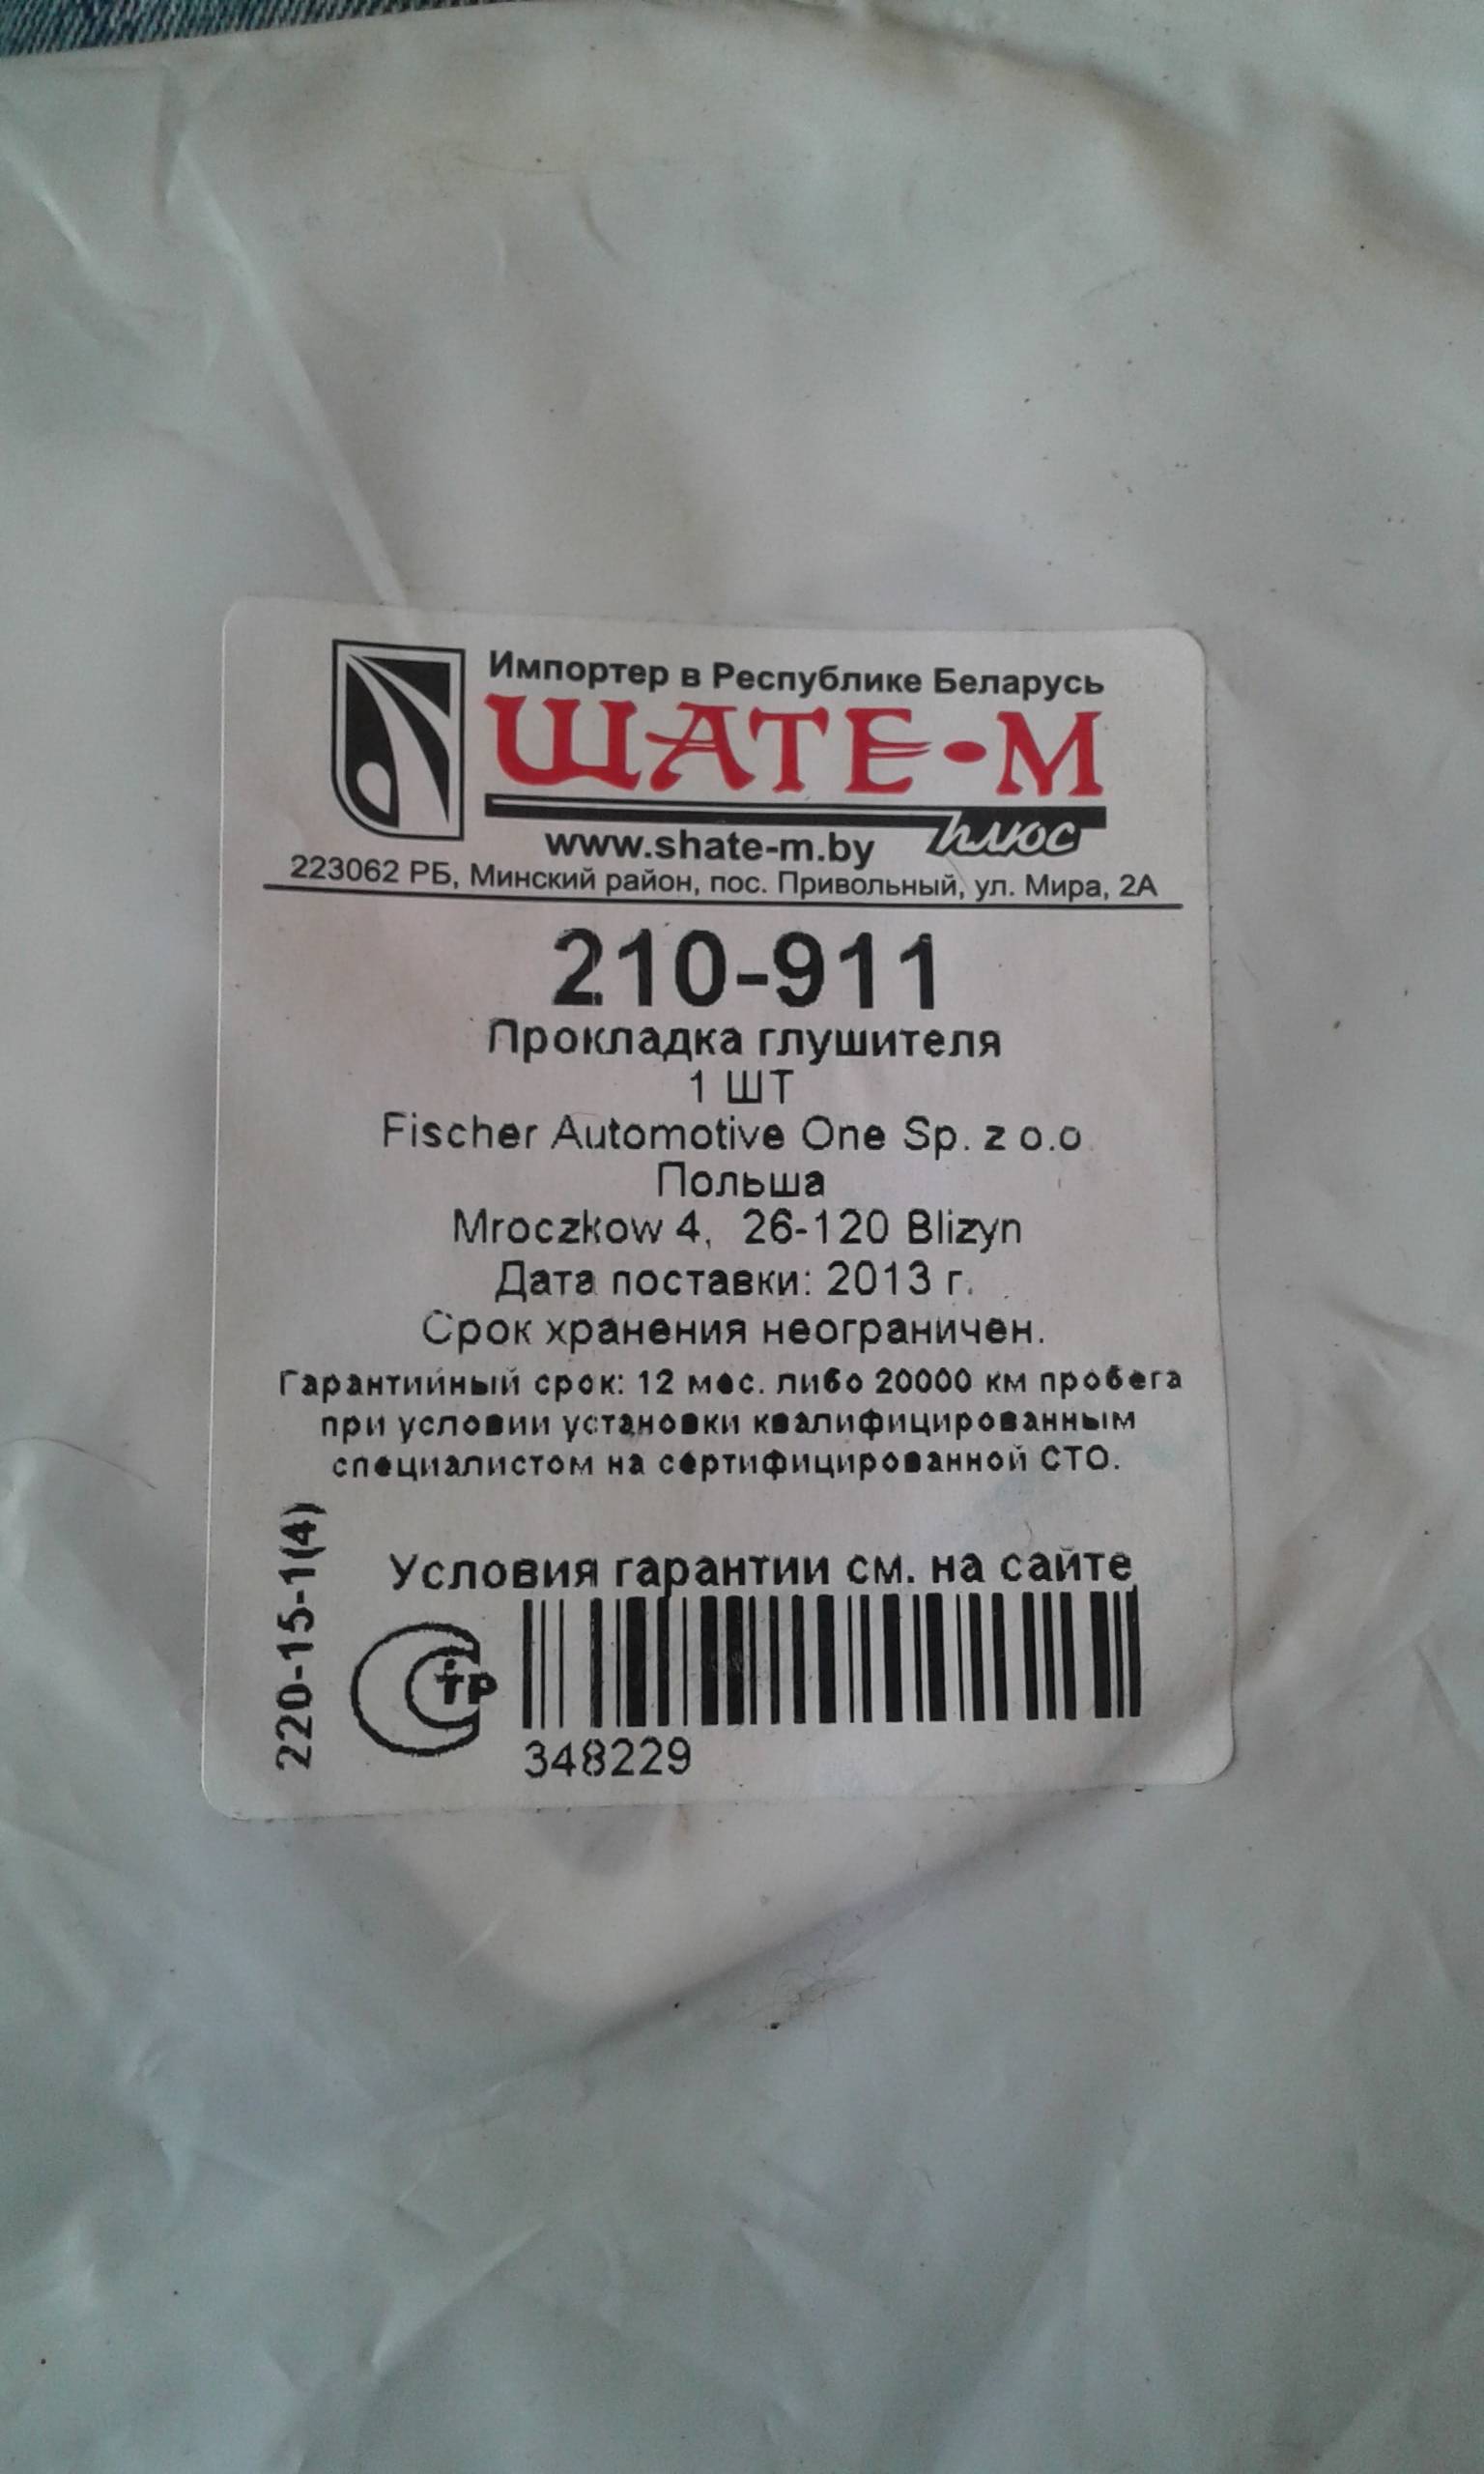 Импортер в Республике Беларусь
ШАТЕ-М
плюс
www.shate-m.by
223062 РБ, Минский район, пос. Привольный, ул. Мира, 2А
210-911
Прокладка глушителя
1 ШТ
Fischer Automotive One Sp. z o.o
Польша
Mroczkow 4, 26-120 Blizyn
Дата поставки: 2013 г.
Срок хранения неограничен.
Гарантийный срок: 12 мес. либо 20000 км пробега
при условии установки квалифицированным
специалистом на сертифицированной СТО.
Условия гарантии см. на сайте
220-15-1(4)
тр
348229